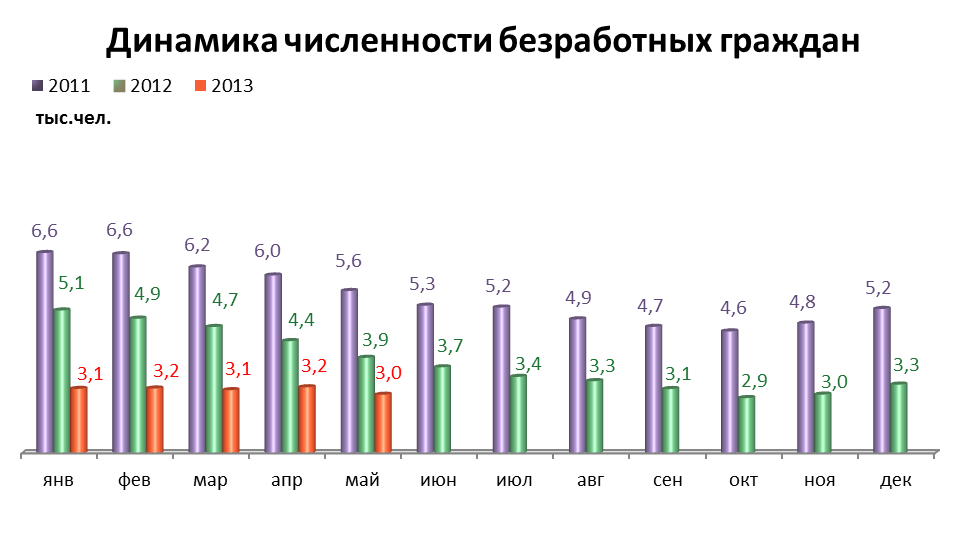 Динамика численности безработных граждан
2011 2012 2013
тыс.чел.
6,6 6,6 6,2 6,0 5,6 5,3 5,2 4,9 4,7 4,6 4,8 5,2
5,1 4,9 4,7 4,4 3,9 3,7 3,4 3,3 3,1 2,9 3,0 3,3
3,1 3,2 3,1 3,2 3,0
янв фев мар апр май июн июл авг сен окт ноя дек